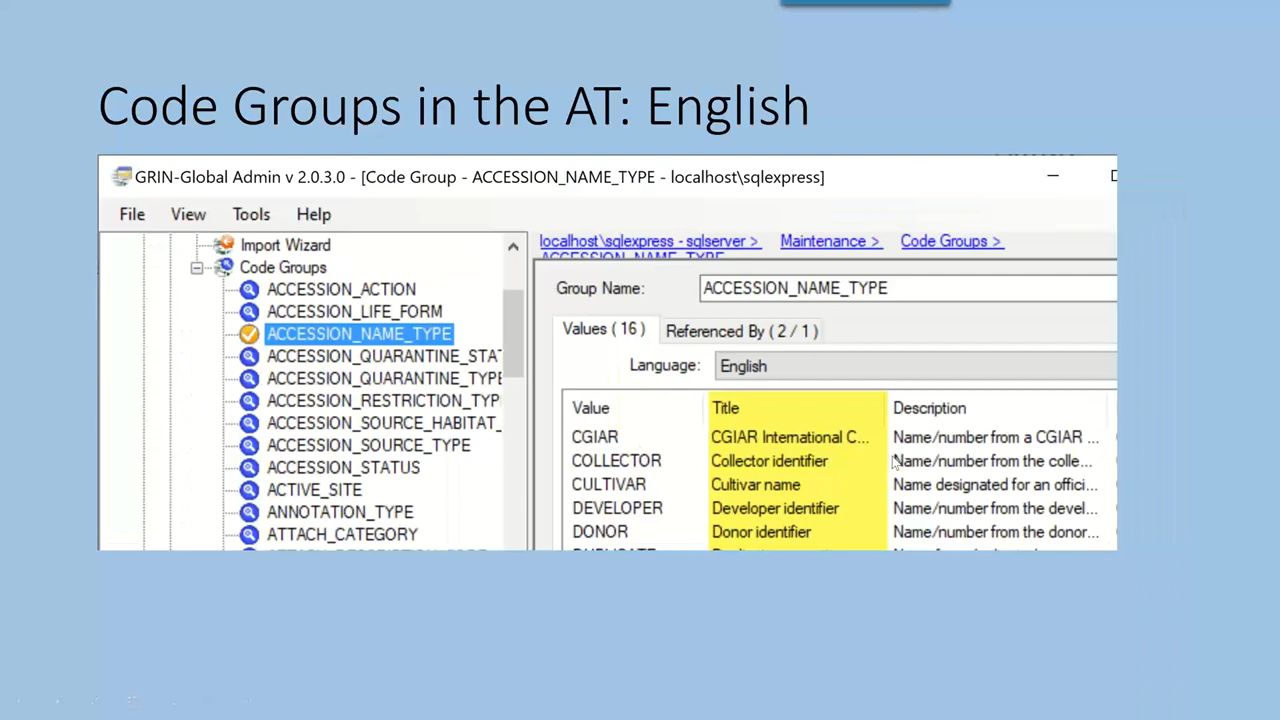 Code Groups in the AT: English
GRIN-Global Admin v 2.0.3.0 - [Code Group - ACCESSION_NAME_TYPE - localhost\sqlexpress]
File View Tools Help
Import Wizard
Code Groups
ACCESSION_ACTION
ACCESSION_LIFE_FORM
ACCESSION_NAME_TYPE
ACCESSION_QUARANTINE_STAT
ACCESSION_QUARANTINE_TYPE
ACCESSION_RESTRICTION_TYP
ACCESSION_SOURCE_HABITAT_
ACCESSION_SOURCE_TYPE
ACCESSION_STATUS
ACTIVE_SITE
ANNOTATION_TYPE
ATTACH_CATEGORY
localhost\sqlexpress - sqlserver > Maintenance > Code Groups >
ACCESSION_NAME_TYPE
Group Name: ACCESSION_NAME_TYPE
Values ( 16 ) Referenced By ( 2 / 1 )
Language: English
Value Title Description
CGIAR CGIAR International C... Name/number from a CGIAR ...
COLLECTOR Collector identifier Name/number from the colle...
CULTIVAR Cultivar name Name designated for an offici...
DEVELOPER Developer identifier Name/number from the devel...
DONOR Donor identifier Name/number from the donor...